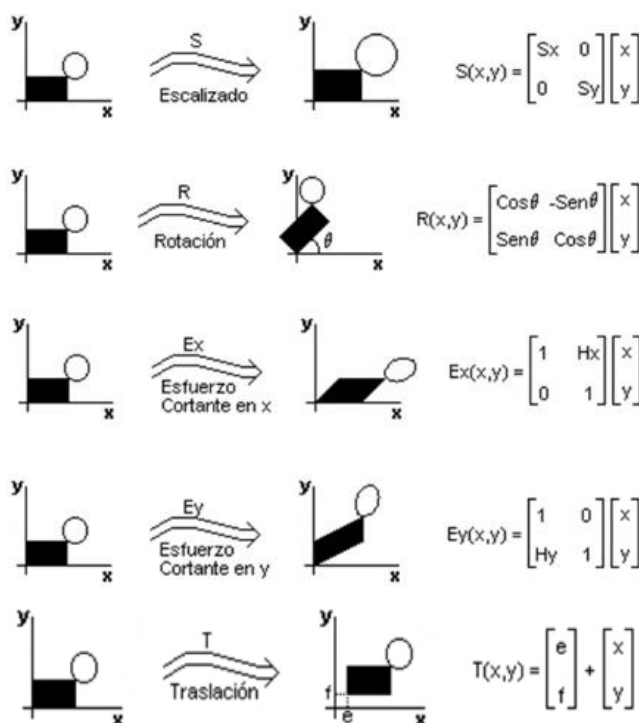 y y
S
S(x,y) = [Sx 0] [x]
[0 Sy] [y]
Escalizado
x x
y y
R
R(x,y) = [Cosθ -Senθ] [x]
[Senθ Cosθ] [y]
Rotación
θ
x x
y y
Ex
Ex(x,y) = [1 Hx] [x]
[0 1] [y]
Esfuerzo
Cortante en x
x x
y y
Ey
Ey(x,y) = [1 0] [x]
[Hy 1] [y]
Esfuerzo
Cortante en y
x x
y y
T
T(x,y) = [e] + [x]
[f] [y]
Traslación
f
e
x x